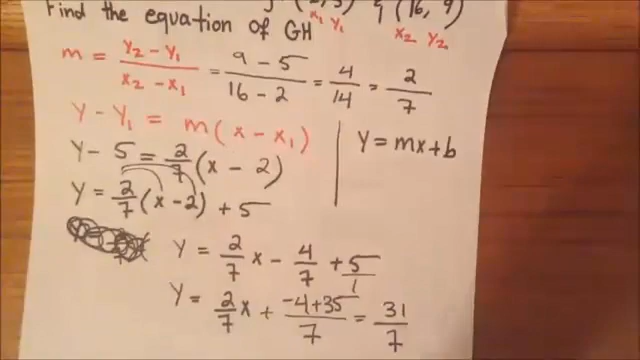 Find the equation of GH (16, 9)
x₁ y₁ x₂ y₂
m = y₂ - y₁ / x₂ - x₁ = 9 - 5 / 16 - 2 = 4/14 = 2/7
y - y₁ = m(x - x₁)
y = mx+b
y - 5 = 2/7 (x - 2)
y = 2/7 (x - 2) + 5
y = 2/7 x - 4/7 + 5/1
y = 2/7 x + -4+35/7 = 31/7